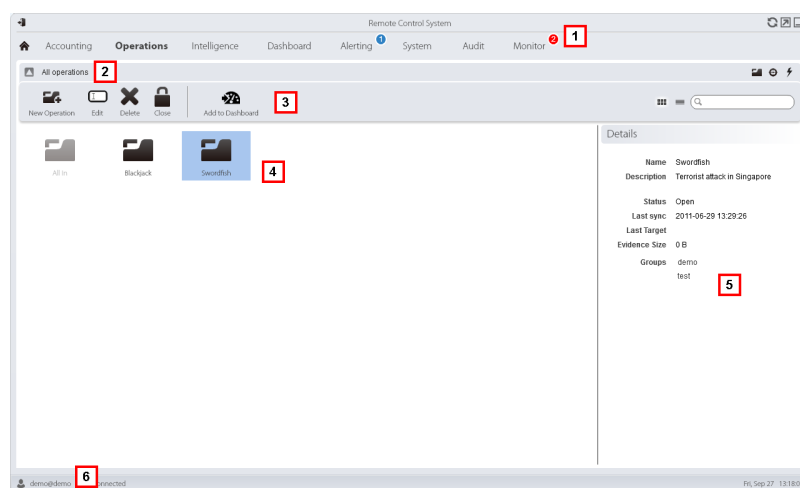 Remote Control System
Accounting Operations Intelligence Dashboard Alerting 1 System Audit Monitor 2 1
All operations 2
New Operation Edit Delete Close Add to Dashboard 3
Details
All In Blackjack Swordfish 4
Name Swordfish
Description Terrorist attack in Singapore
Status Open
Last sync 2011-06-29 13:29:26
Last Target
Evidence Size 0 B
Groups demo
test
5
demo@demo 6 onnected Fri, Sep 27 13:18:0